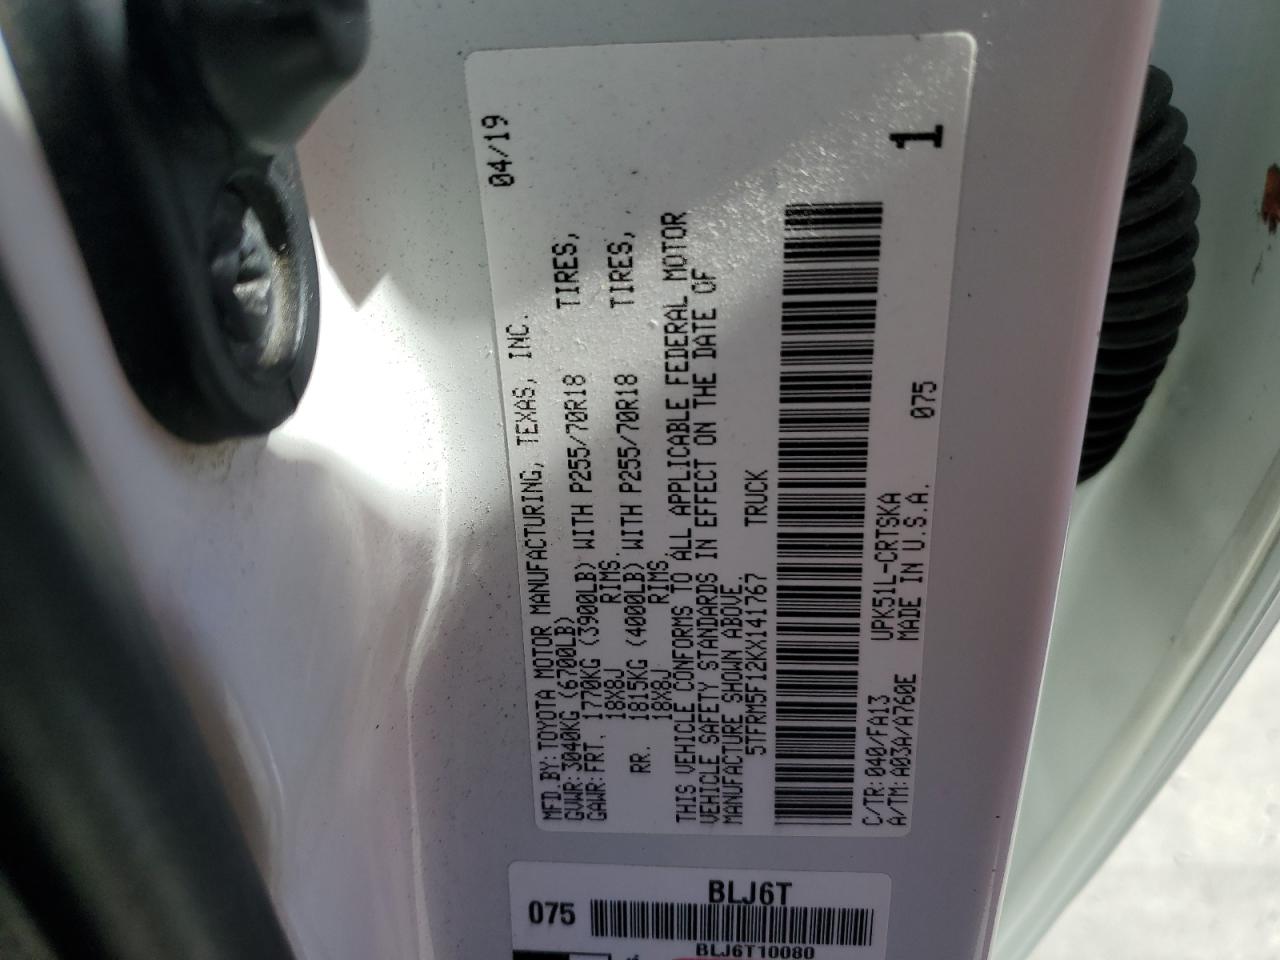 04/19
MFD.BY:TOYOTA MOTOR MANUFACTURING, TEXAS, INC.
GVWR:3040KG (6700LB)
GAWR:FRT. 1770KG (3900LB) WITH P255/70R18 TIRES,
18X8J RIMS
RR. 1815KG (4000LB) WITH P255/70R18 TIRES,
18X8J RIMS
THIS VEHICLE CONFORMS TO ALL APPLICABLE FEDERAL MOTOR
VEHICLE SAFETY STANDARDS IN EFFECT ON THE DATE OF
MANUFACTURE SHOWN ABOVE.
5TFRM5F12KX141767 TRUCK
C/TR:040/FA13 UPK51L-CRTSKA 075
A/TM:A03A/A760E MADE IN U.S.A.
1
BLJ6T
075
BLJ6T10080